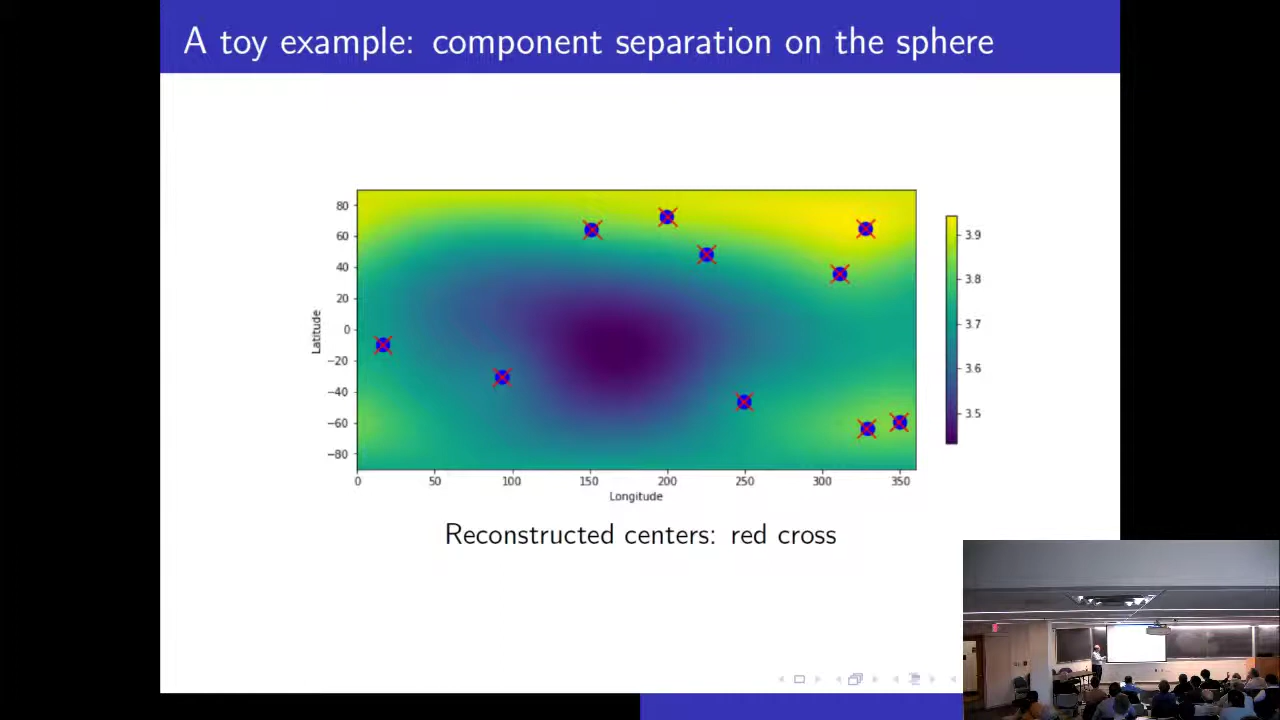 A toy example: component separation on the sphere
80
60
40
20
0
−20
−40
−60
−80
Latitude
0 50 100 150 200 250 300 350
Longitude
3.9
3.8
3.7
3.6
3.5
Reconstructed centers: red cross